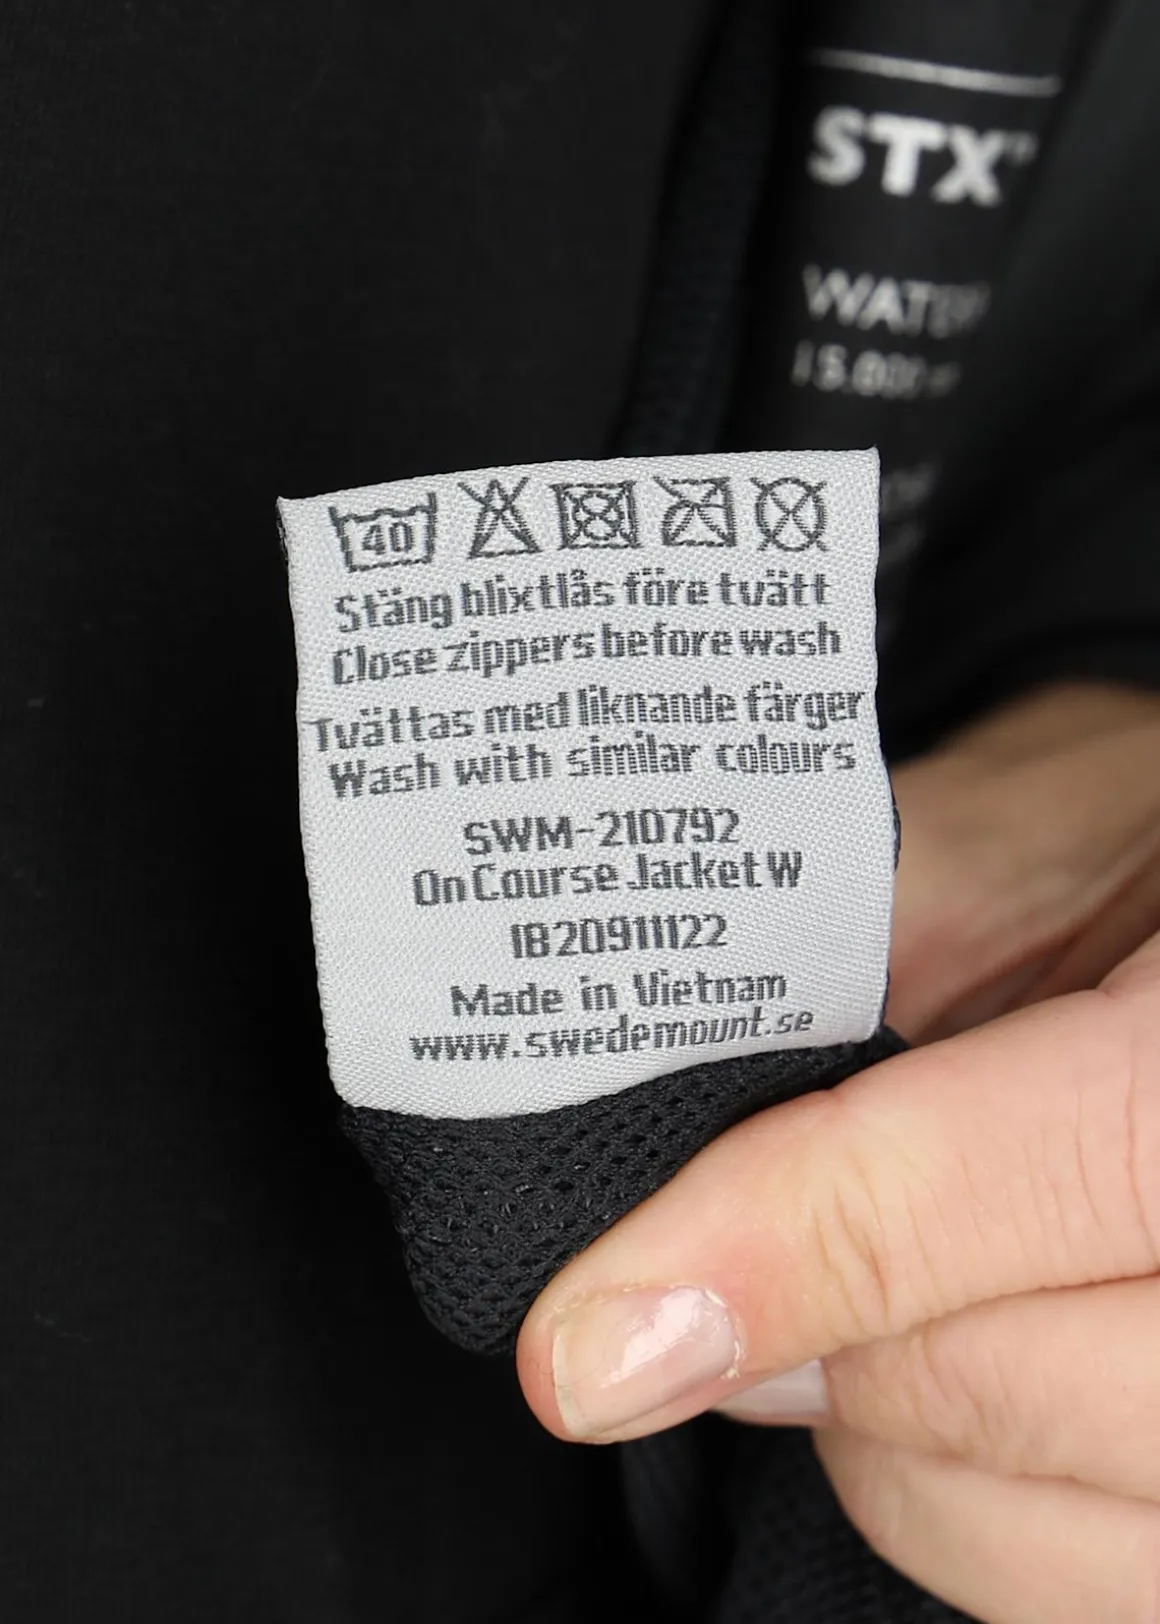 STX
40
Stäng blixtlås före tvätt
Close zippers before wash
Tvättas med liknande färger
Wash with similar colours
SWM-210792
On Course Jacket W
1820911122
Made in Vietnam
www.swedemount.se